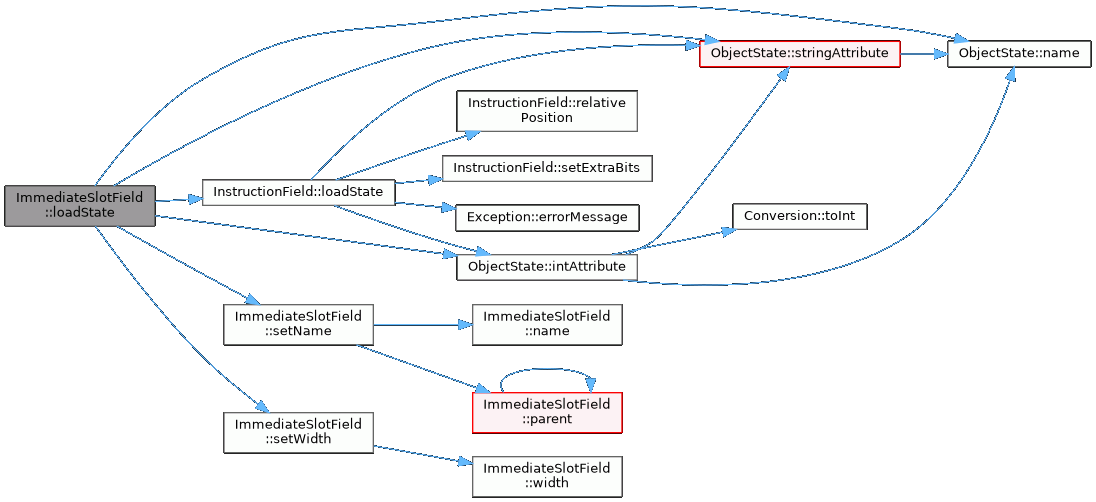 ObjectState::stringAttribute
ObjectState::name
InstructionField::relative
Position
InstructionField::setExtraBits
ImmediateSlotField
::loadState
InstructionField::loadState
Exception::errorMessage
Conversion::toInt
ObjectState::intAttribute
ImmediateSlotField
::setName
ImmediateSlotField
::name
ImmediateSlotField
::parent
ImmediateSlotField
::setWidth
ImmediateSlotField
::width